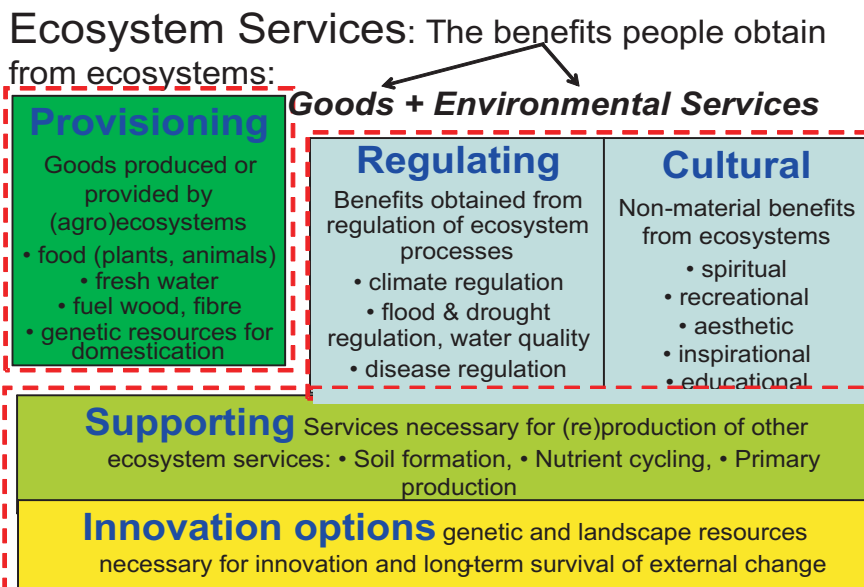 Ecosystem Services: The benefits people obtain
from ecosystems:
Goods + Environmental Services
Provisioning
Goods produced or
provided by
(agro)ecosystems
• food (plants, animals)
• fresh water
• fuel wood, fibre
• genetic resources for
domestication
Regulating
Benefits obtained from
regulation of ecosystem
processes
• climate regulation
• flood & drought
regulation, water quality
• disease regulation
Cultural
Non-material benefits
from ecosystems
• spiritual
• recreational
• aesthetic
• inspirational
• educational
Supporting Services necessary for (re)production of other
ecosystem services: • Soil formation, • Nutrient cycling, • Primary
production
Innovation options genetic and landscape resources
necessary for innovation and long-term survival of external change